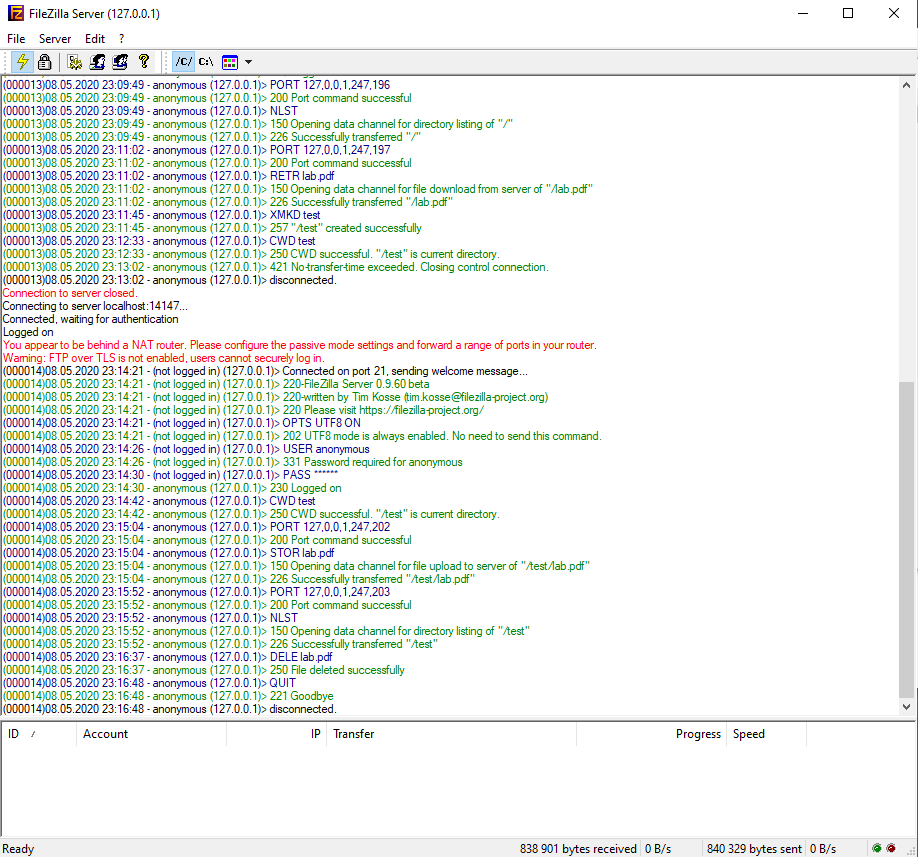 FileZilla Server (127.0.0.1)
File Server Edit ?
/C/ C:\
(000013)08.05.2020 23:09:49 - anonymous (127.0.0.1)> PORT 127,0,0,1,247,196
(000013)08.05.2020 23:09:49 - anonymous (127.0.0.1)> 200 Port command successful
(000013)08.05.2020 23:09:49 - anonymous (127.0.0.1)> NLST
(000013)08.05.2020 23:09:49 - anonymous (127.0.0.1)> 150 Opening data channel for directory listing of "/"
(000013)08.05.2020 23:09:49 - anonymous (127.0.0.1)> 226 Successfully transferred "/"
(000013)08.05.2020 23:11:02 - anonymous (127.0.0.1)> PORT 127,0,0,1,247,197
(000013)08.05.2020 23:11:02 - anonymous (127.0.0.1)> 200 Port command successful
(000013)08.05.2020 23:11:02 - anonymous (127.0.0.1)> RETR lab.pdf
(000013)08.05.2020 23:11:02 - anonymous (127.0.0.1)> 150 Opening data channel for file download from server of "/lab.pdf"
(000013)08.05.2020 23:11:02 - anonymous (127.0.0.1)> 226 Successfully transferred "/lab.pdf"
(000013)08.05.2020 23:11:45 - anonymous (127.0.0.1)> XMKD test
(000013)08.05.2020 23:11:45 - anonymous (127.0.0.1)> 257 "/test" created successfully
(000013)08.05.2020 23:12:33 - anonymous (127.0.0.1)> CWD test
(000013)08.05.2020 23:12:33 - anonymous (127.0.0.1)> 250 CWD successful. "/test" is current directory.
(000013)08.05.2020 23:13:02 - anonymous (127.0.0.1)> 421 No-transfer-time exceeded. Closing control connection.
(000013)08.05.2020 23:13:02 - anonymous (127.0.0.1)> disconnected.
Connection to server closed.
Connecting to server localhost:14147...
Connected, waiting for authentication
Logged on
You appear to be behind a NAT router. Please configure the passive mode settings and forward a range of ports in your router.
Warning: FTP over TLS is not enabled, users cannot securely log in.
(000014)08.05.2020 23:14:21 - (not logged in) (127.0.0.1)> Connected on port 21, sending welcome message...
(000014)08.05.2020 23:14:21 - (not logged in) (127.0.0.1)> 220-FileZilla Server 0.9.60 beta
(000014)08.05.2020 23:14:21 - (not logged in) (127.0.0.1)> 220-written by Tim Kosse (tim.kosse@filezilla-project.org)
(000014)08.05.2020 23:14:21 - (not logged in) (127.0.0.1)> 220 Please visit https://filezilla-project.org/
(000014)08.05.2020 23:14:21 - (not logged in) (127.0.0.1)> OPTS UTF8 ON
(000014)08.05.2020 23:14:21 - (not logged in) (127.0.0.1)> 202 UTF8 mode is always enabled. No need to send this command.
(000014)08.05.2020 23:14:26 - (not logged in) (127.0.0.1)> USER anonymous
(000014)08.05.2020 23:14:26 - (not logged in) (127.0.0.1)> 331 Password required for anonymous
(000014)08.05.2020 23:14:30 - (not logged in) (127.0.0.1)> PASS ******
(000014)08.05.2020 23:14:30 - anonymous (127.0.0.1)> 230 Logged on
(000014)08.05.2020 23:14:42 - anonymous (127.0.0.1)> CWD test
(000014)08.05.2020 23:14:42 - anonymous (127.0.0.1)> 250 CWD successful. "/test" is current directory.
(000014)08.05.2020 23:15:04 - anonymous (127.0.0.1)> PORT 127,0,0,1,247,202
(000014)08.05.2020 23:15:04 - anonymous (127.0.0.1)> 200 Port command successful
(000014)08.05.2020 23:15:04 - anonymous (127.0.0.1)> STOR lab.pdf
(000014)08.05.2020 23:15:04 - anonymous (127.0.0.1)> 150 Opening data channel for file upload to server of "/test/lab.pdf"
(000014)08.05.2020 23:15:04 - anonymous (127.0.0.1)> 226 Successfully transferred "/test/lab.pdf"
(000014)08.05.2020 23:15:52 - anonymous (127.0.0.1)> PORT 127,0,0,1,247,203
(000014)08.05.2020 23:15:52 - anonymous (127.0.0.1)> 200 Port command successful
(000014)08.05.2020 23:15:52 - anonymous (127.0.0.1)> NLST
(000014)08.05.2020 23:15:52 - anonymous (127.0.0.1)> 150 Opening data channel for directory listing of "/test"
(000014)08.05.2020 23:15:52 - anonymous (127.0.0.1)> 226 Successfully transferred "/test"
(000014)08.05.2020 23:16:37 - anonymous (127.0.0.1)> DELE lab.pdf
(000014)08.05.2020 23:16:37 - anonymous (127.0.0.1)> 250 File deleted successfully
(000014)08.05.2020 23:16:48 - anonymous (127.0.0.1)> QUIT
(000014)08.05.2020 23:16:48 - anonymous (127.0.0.1)> 221 Goodbye
(000014)08.05.2020 23:16:48 - anonymous (127.0.0.1)> disconnected.
ID / Account IP Transfer Progress Speed
Ready 838 901 bytes received 0 B/s 840 329 bytes sent 0 B/s